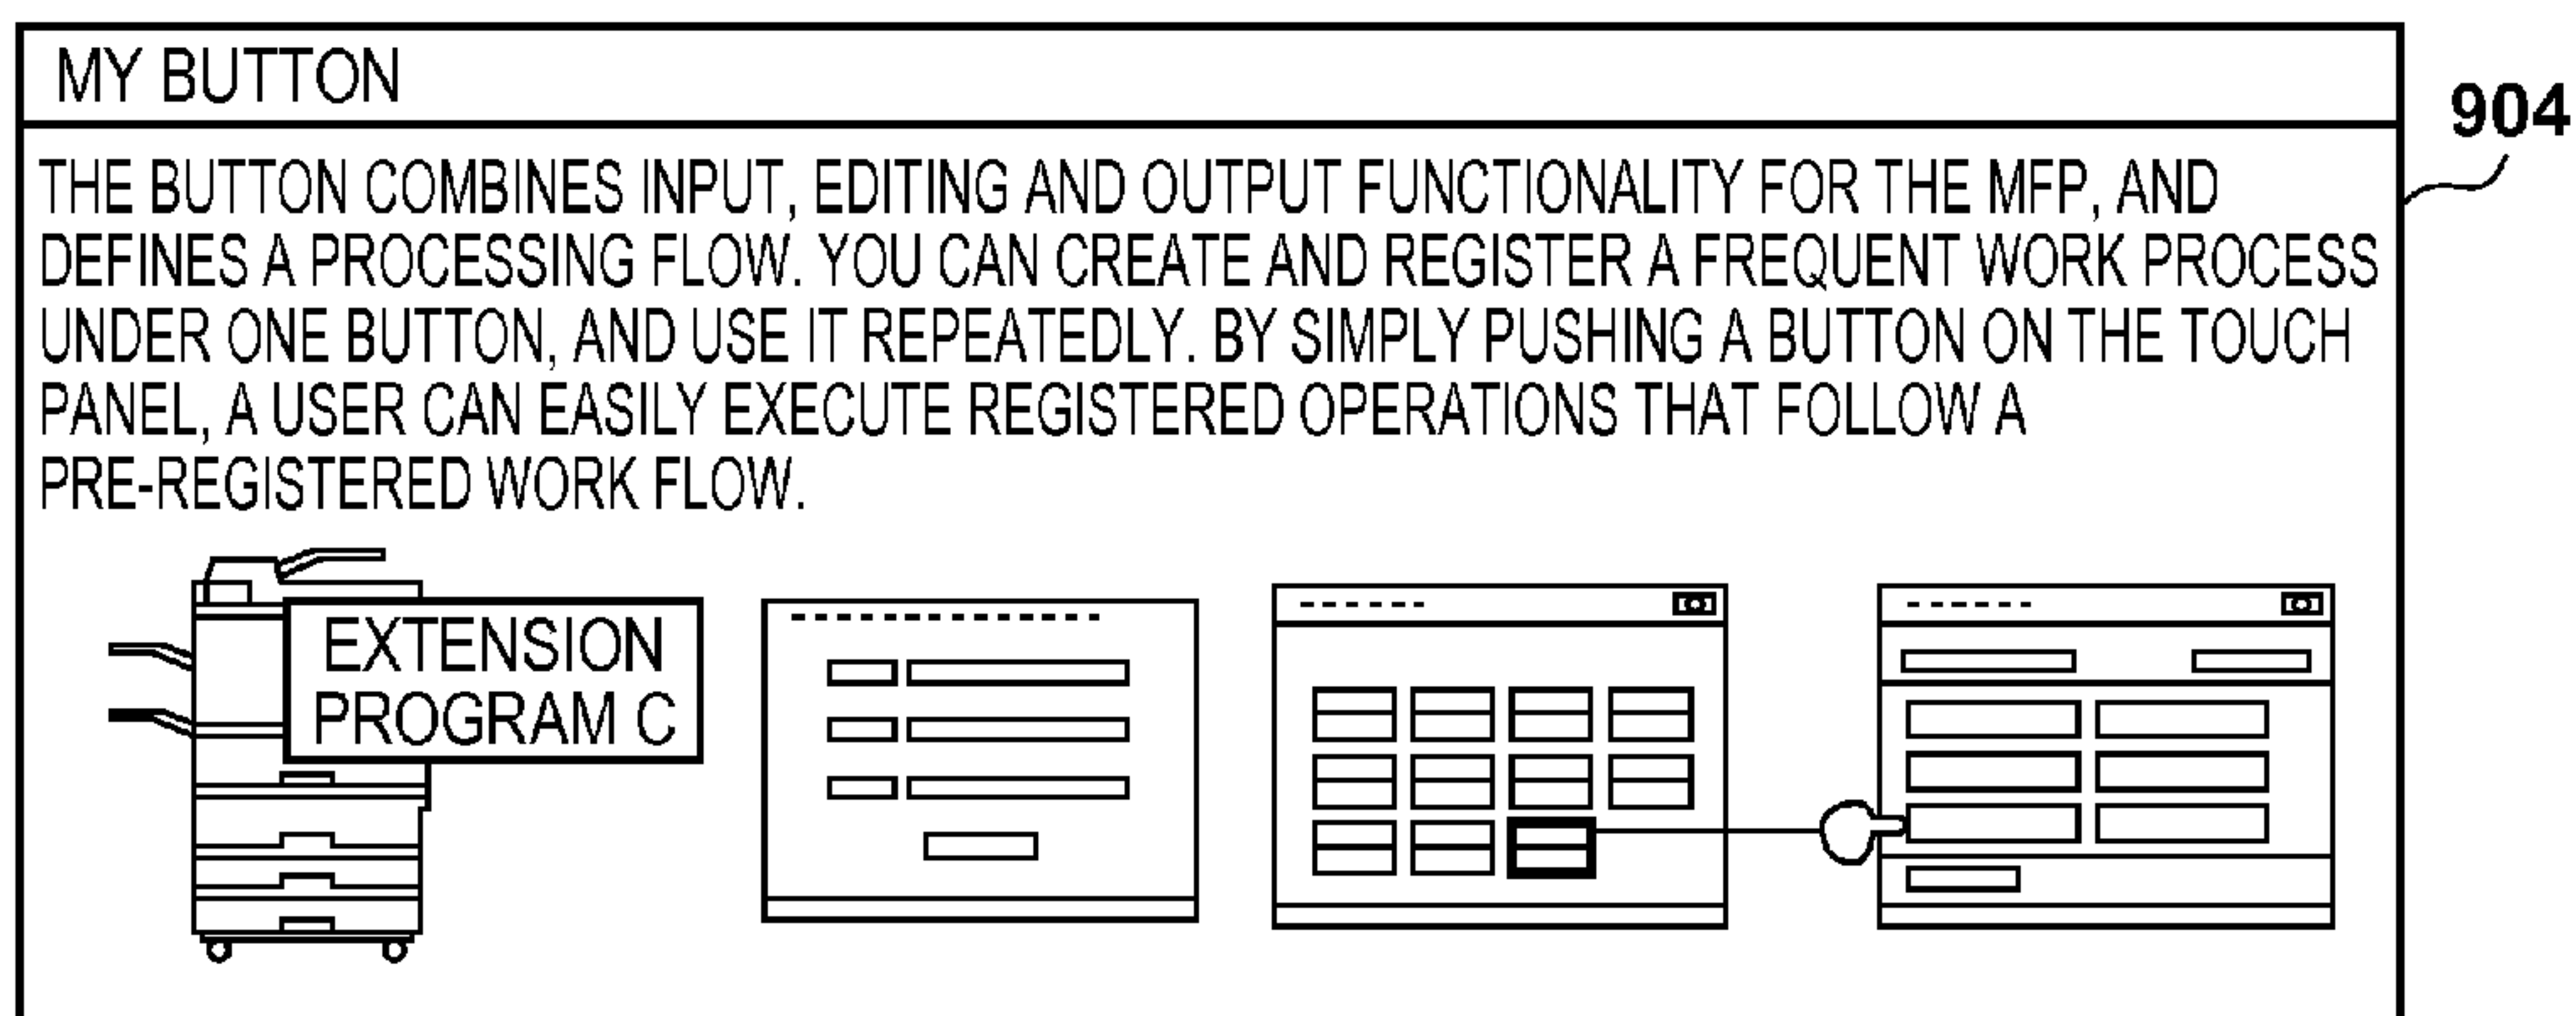 MY BUTTON
904
THE BUTTON COMBINES INPUT, EDITING AND OUTPUT FUNCTIONALITY FOR THE MFP, AND
DEFINES A PROCESSING FLOW. YOU CAN CREATE AND REGISTER A FREQUENT WORK PROCESS
UNDER ONE BUTTON, AND USE IT REPEATEDLY. BY SIMPLY PUSHING A BUTTON ON THE TOUCH
PANEL, A USER CAN EASILY EXECUTE REGISTERED OPERATIONS THAT FOLLOW A
PRE-REGISTERED WORK FLOW.
EXTENSION
PROGRAM C